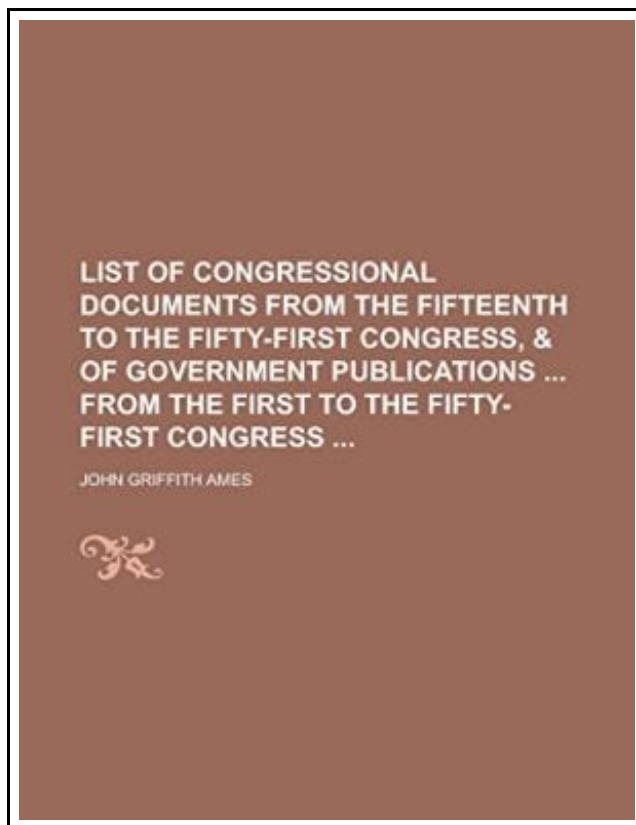 LIST OF CONGRESSIONAL
DOCUMENTS FROM THE FIFTEENTH
TO THE FIFTY-FIRST CONGRESS, &
OF GOVERNMENT PUBLICATIONS ...
FROM THE FIRST TO THE FIFTY-
FIRST CONGRESS ...
JOHN GRIFFITH AMES